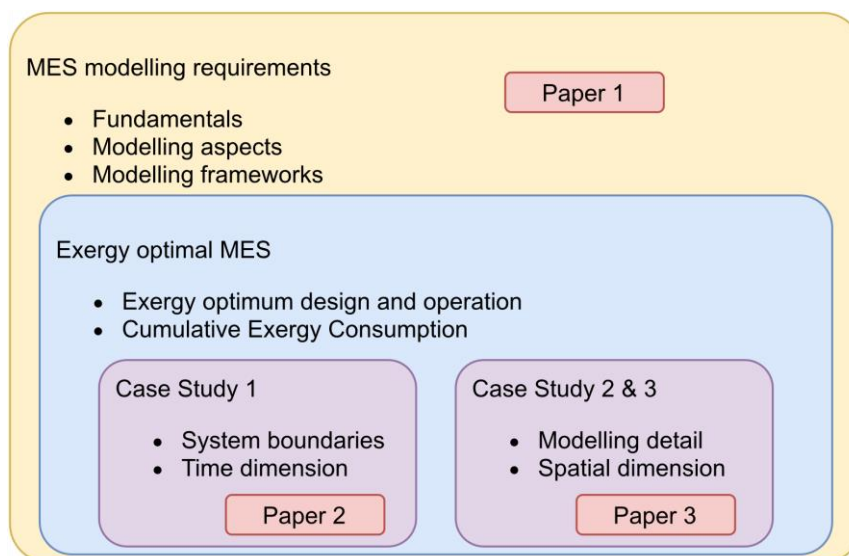 MES modelling requirements
Paper 1
• Fundamentals
• Modelling aspects
• Modelling frameworks
Exergy optimal MES
• Exergy optimum design and operation
• Cumulative Exergy Consumption
Case Study 1
• System boundaries
• Time dimension
Paper 2
Case Study 2 & 3
• Modelling detail
• Spatial dimension
Paper 3